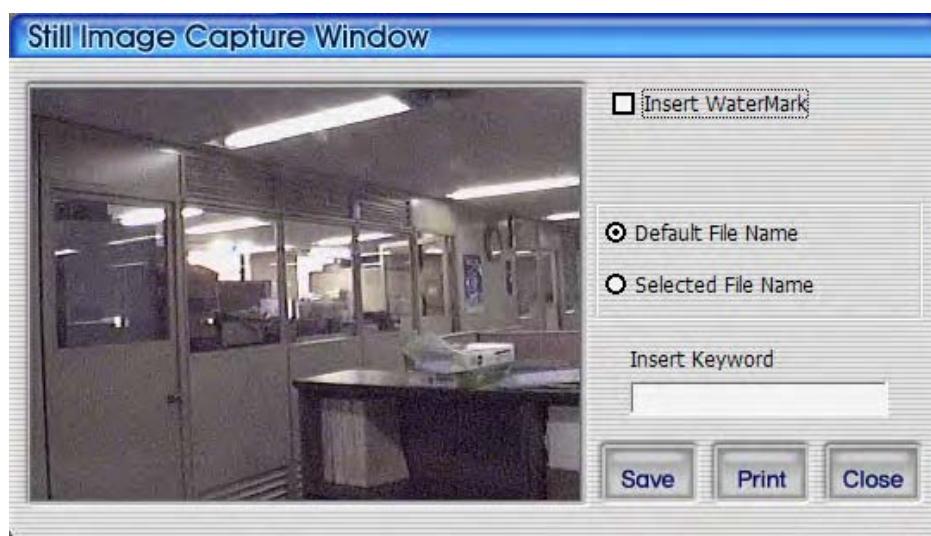 Still Image Capture Window
Insert WaterMark
Default File Name
Selected File Name
Insert Keyword
Save Print Close